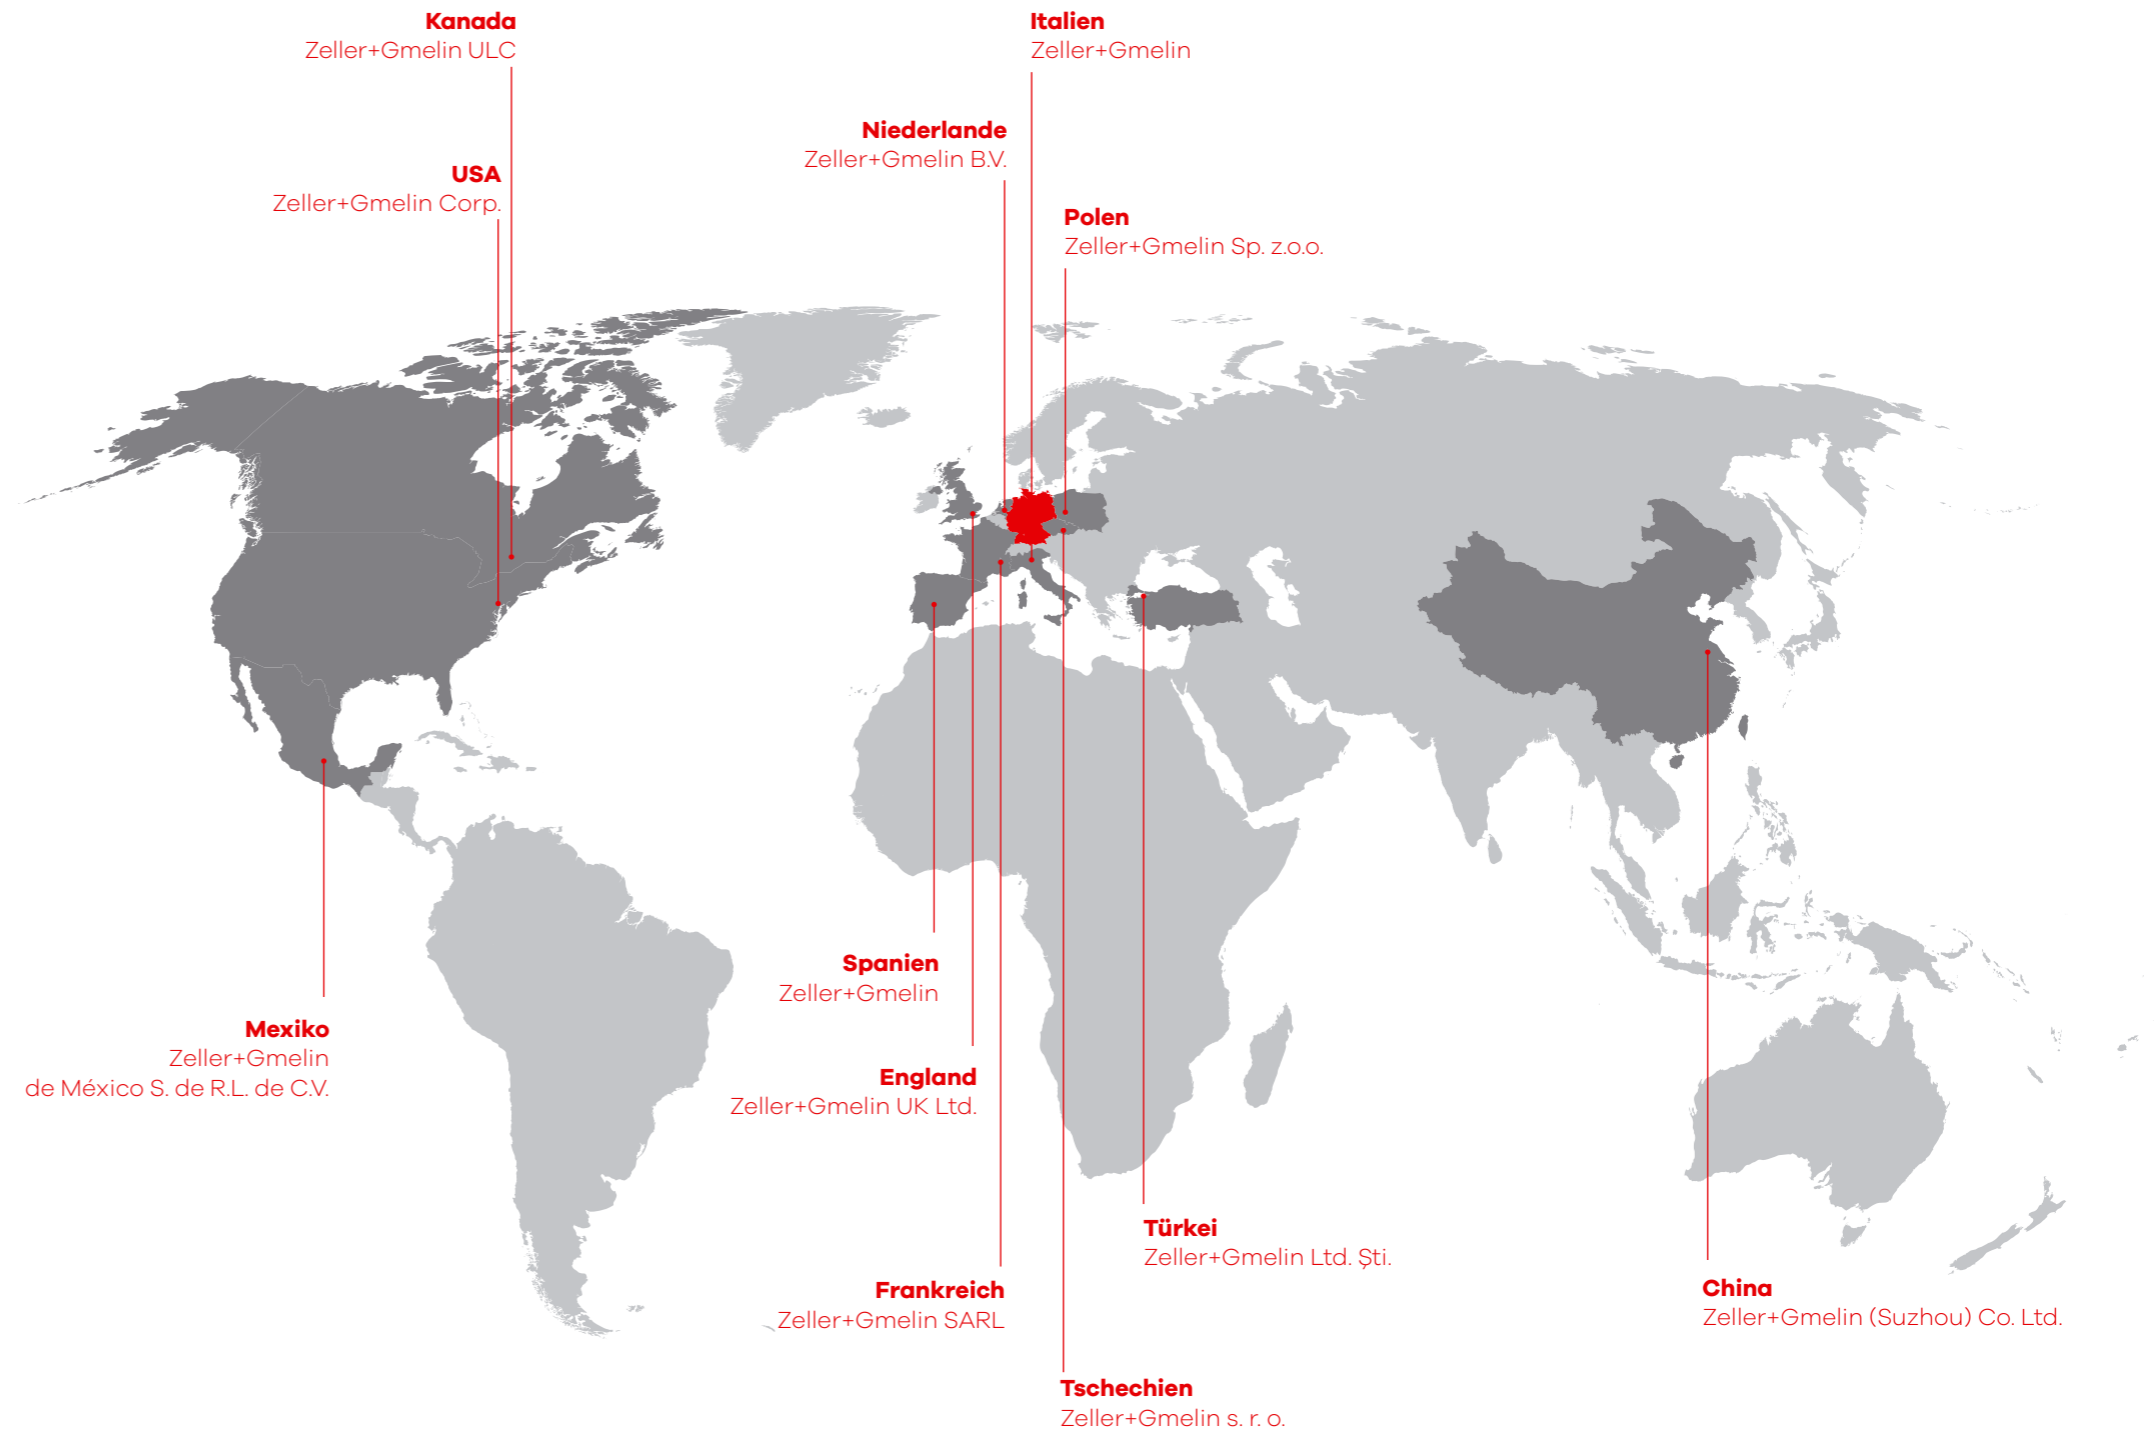 Kanada
Zeller+Gmelin ULC
Italien
Zeller+Gmelin
Niederlande
Zeller+Gmelin B.V.
USA
Zeller+Gmelin Corp.
Polen
Zeller+Gmelin Sp. z.o.o.
Spanien
Zeller+Gmelin
Mexiko
Zeller+Gmelin
de México S. de R.L. de C.V.
England
Zeller+Gmelin UK Ltd.
Türkei
Zeller+Gmelin Ltd. Şti.
Frankreich
Zeller+Gmelin SARL
China
Zeller+Gmelin (Suzhou) Co. Ltd.
Tschechien
Zeller+Gmelin s. r. o.